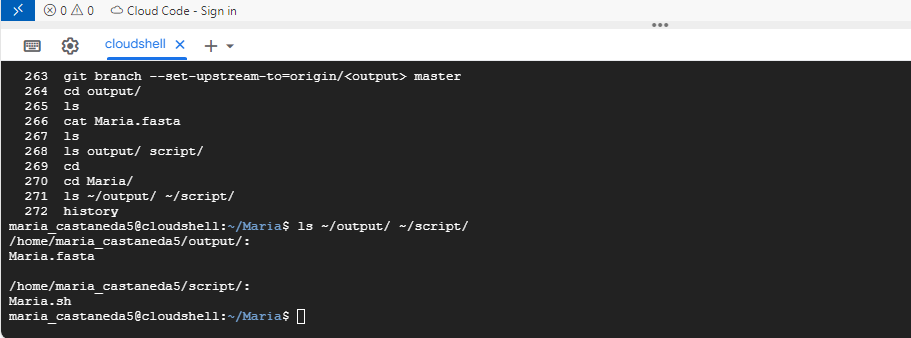 0 0 Cloud Code - Sign in
cloudshell
263 git branch --set-upstream-to=origin/<output> master
264 cd output/
265 ls
266 cat Maria.fasta
267 ls
268 ls output/ script/
269 cd
270 cd Maria/
271 ls ~/output/ ~/script/
272 history
maria_castaneda5@cloudshell:~/Maria$ ls ~/output/ ~/script/
/home/maria_castaneda5/output/:
Maria.fasta
/home/maria_castaneda5/script/:
Maria.sh
maria_castaneda5@cloudshell:~/Maria$